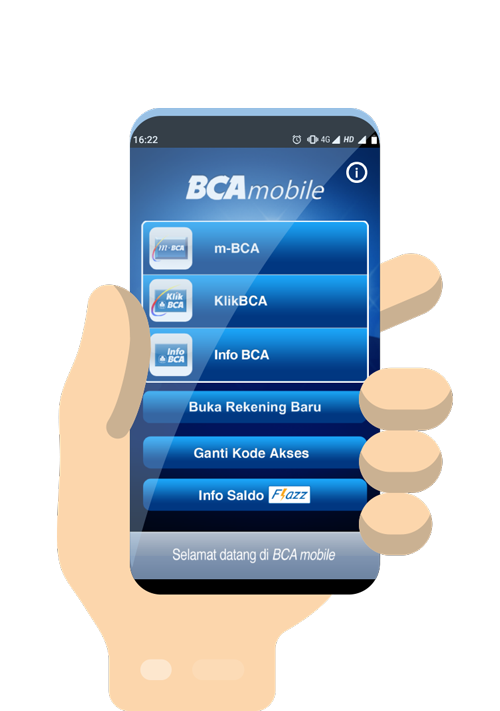 16:22 4G HD
BCA mobile
m-BCA m-BCA
Klik BCA KlikBCA
Info BCA Info BCA
Buka Rekening Baru
Ganti Kode Akses
Info Saldo Flazz
Selamat datang di BCA mobile